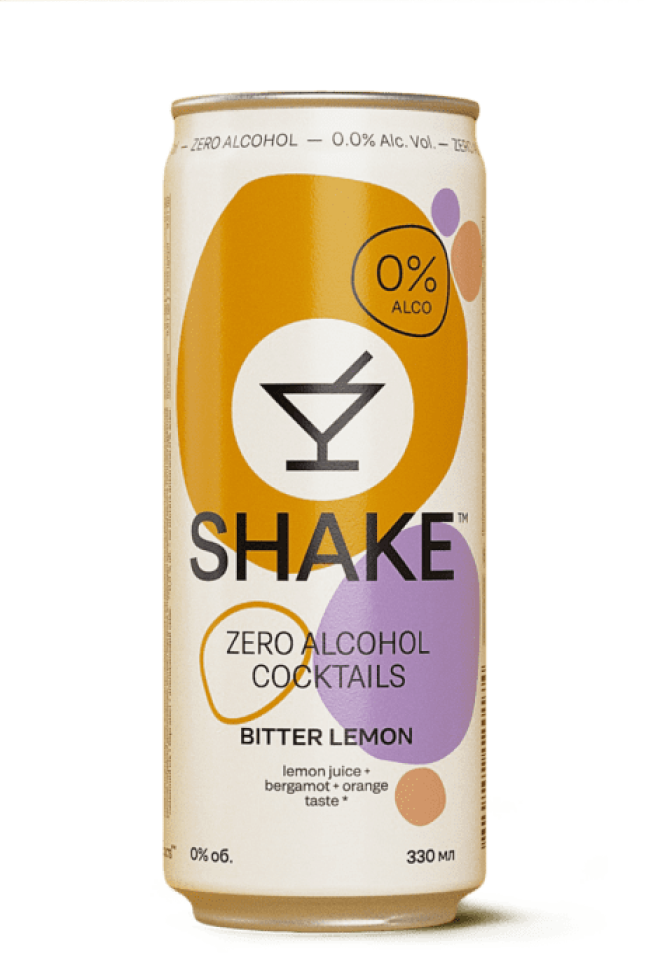 — ZERO ALCOHOL — 0.0% Alc. Vol. — ZERO
0%
ALCO
SHAKE™
ZERO ALCOHOL
COCKTAILS
BITTER LEMON
lemon juice +
bergamot + orange
taste *
0% об.
330 мл